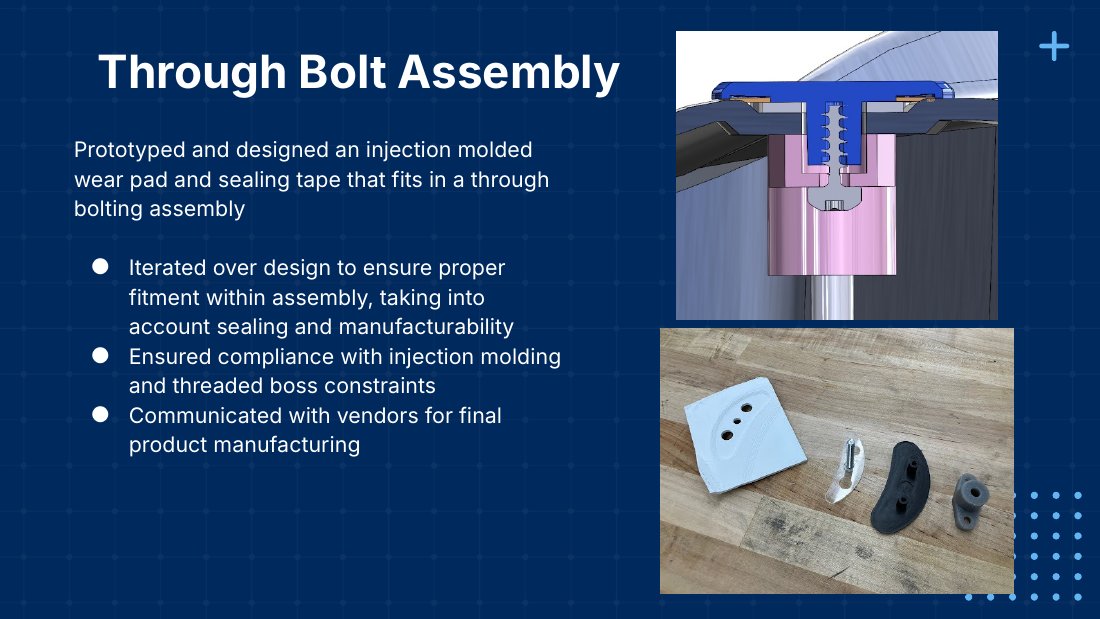 Through Bolt Assembly
Prototyped and designed an injection molded
wear pad and sealing tape that fits in a through
bolting assembly
● Iterated over design to ensure proper
fitment within assembly, taking into
account sealing and manufacturability
● Ensured compliance with injection molding
and threaded boss constraints
● Communicated with vendors for final
product manufacturing